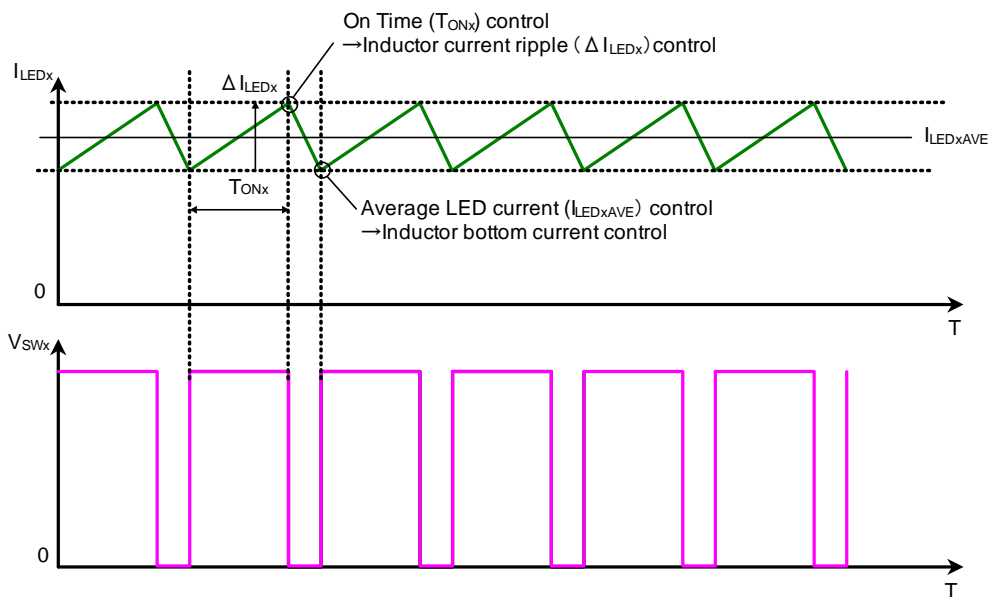 On Time (TONx) control
→Inductor current ripple (ΔILEDx) control
ILEDx
ΔILEDx
ILEDxAVE
TONx
Average LED current (ILEDxAVE) control
→Inductor bottom current control
0
T
VSWx
0
T